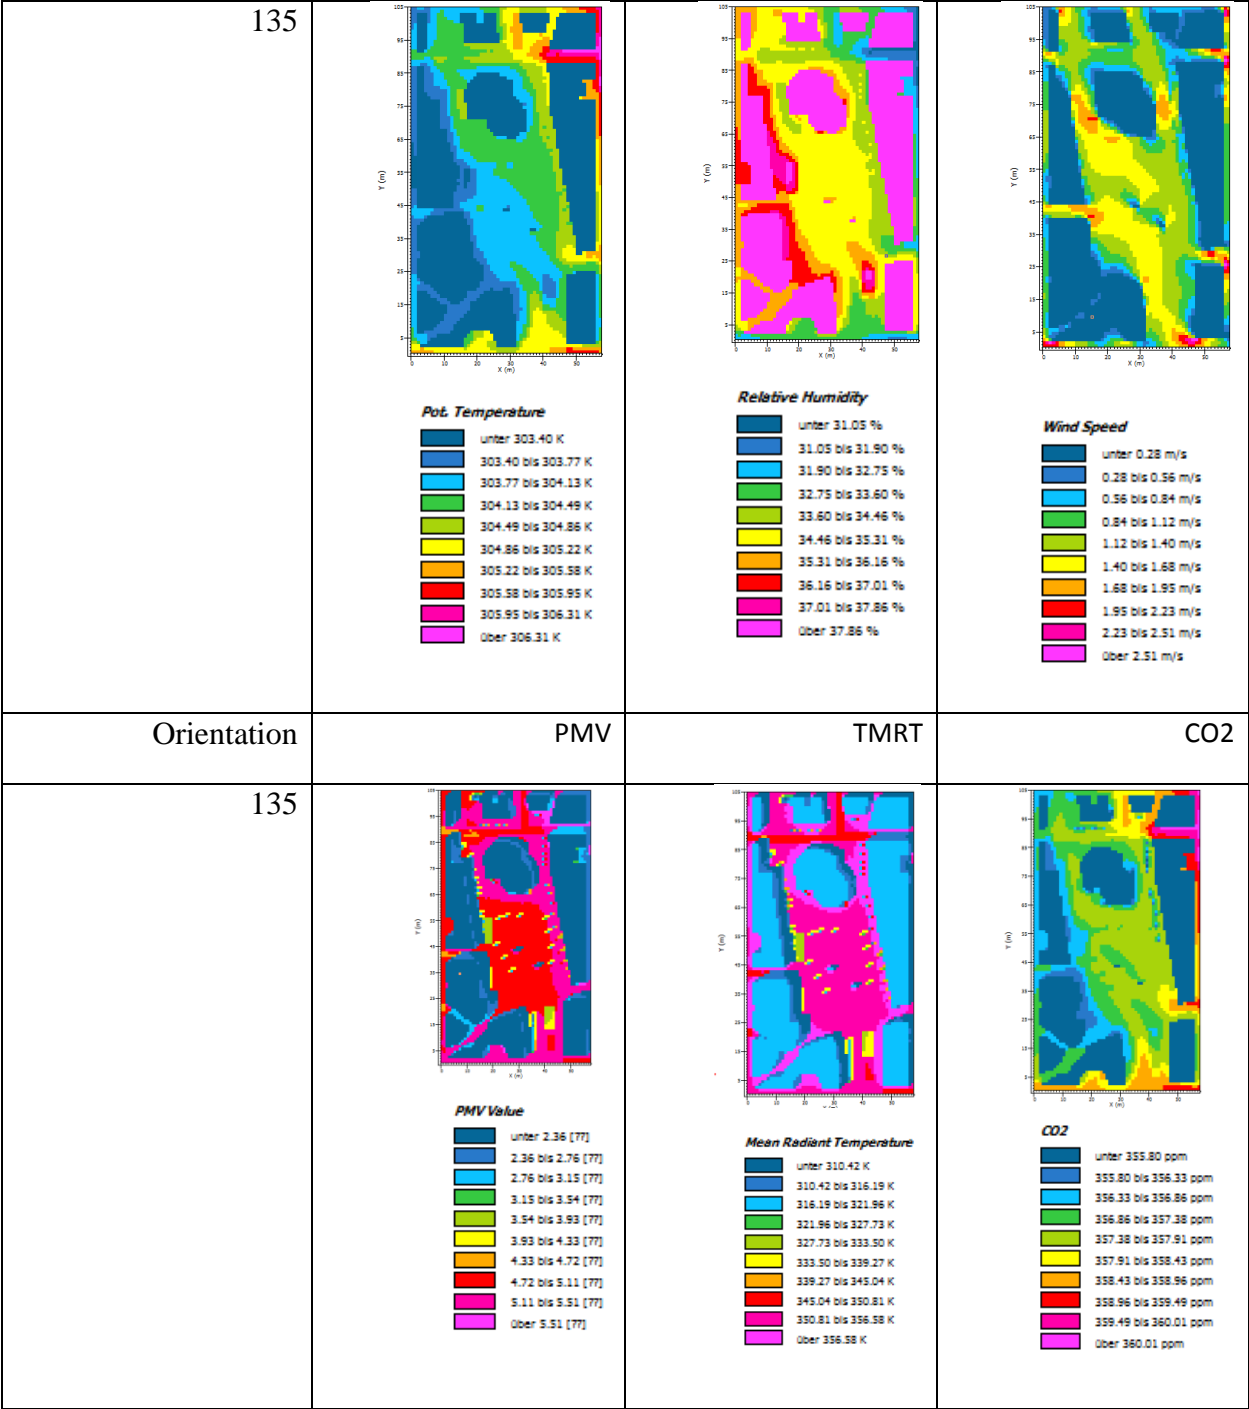 135
Y (m)
X (m)
Pot. Temperature
unter 303.40 K
303.40 bis 303.77 K
303.77 bis 304.13 K
304.13 bis 304.49 K
304.49 bis 304.86 K
304.86 bis 305.22 K
305.22 bis 305.58 K
305.58 bis 305.95 K
305.95 bis 306.31 K
über 306.31 K
Y (m)
X (m)
Relative Humidity
unter 31.05 %
31.05 bis 31.90 %
31.90 bis 32.75 %
32.75 bis 33.60 %
33.60 bis 34.46 %
34.46 bis 35.31 %
35.31 bis 36.16 %
36.16 bis 37.01 %
37.01 bis 37.86 %
über 37.86 %
Y (m)
X (m)
Wind Speed
unter 0.28 m/s
0.28 bis 0.56 m/s
0.56 bis 0.84 m/s
0.84 bis 1.12 m/s
1.12 bis 1.40 m/s
1.40 bis 1.68 m/s
1.68 bis 1.95 m/s
1.95 bis 2.23 m/s
2.23 bis 2.51 m/s
über 2.51 m/s
Orientation
PMV
TMRT
CO2
135
Y (m)
X (m)
PMV Value
unter 2.36 [??]
2.36 bis 2.76 [??]
2.76 bis 3.15 [??]
3.15 bis 3.54 [??]
3.54 bis 3.93 [??]
3.93 bis 4.33 [??]
4.33 bis 4.72 [??]
4.72 bis 5.11 [??]
5.11 bis 5.51 [??]
über 5.51 [??]
Y (m)
Mean Radiant Temperature
unter 310.42 K
310.42 bis 316.19 K
316.19 bis 321.96 K
321.96 bis 327.73 K
327.73 bis 333.50 K
333.50 bis 339.27 K
339.27 bis 345.04 K
345.04 bis 350.81 K
350.81 bis 356.58 K
über 356.58 K
Y (m)
X (m)
CO2
unter 355.80 ppm
355.80 bis 356.33 ppm
356.33 bis 356.86 ppm
356.86 bis 357.38 ppm
357.38 bis 357.91 ppm
357.91 bis 358.43 ppm
358.43 bis 358.96 ppm
358.96 bis 359.49 ppm
359.49 bis 360.01 ppm
über 360.01 ppm